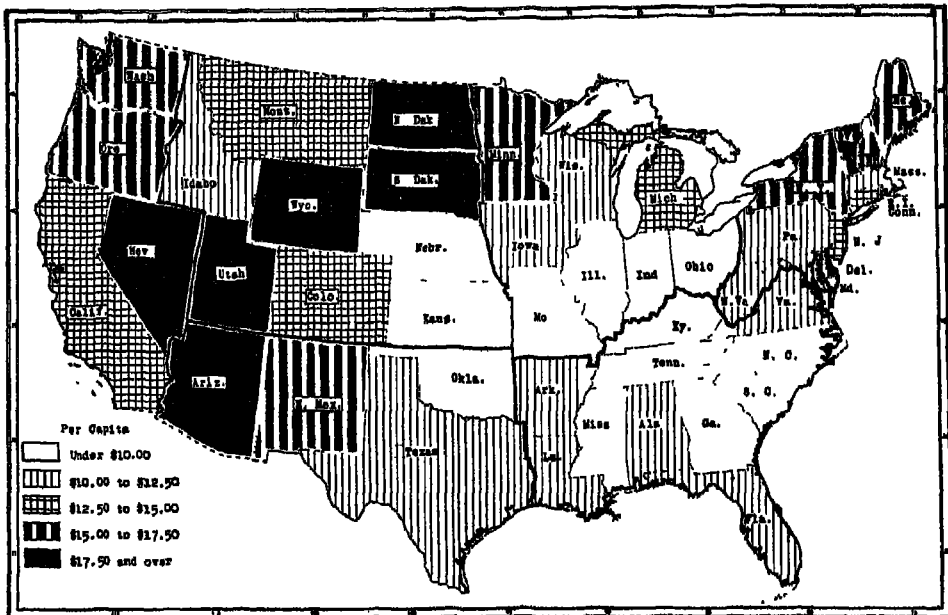 Wash
Mont.
N Dak
Minn
Me.
Ore
Idaho
Wyo.
S Dak.
Wis.
Mich
Mass.
R.I.
Conn.
Nev
Utah
Colo
Nebr.
Iowa
Ill.
Ind
Ohio
Pa
N. J
Del.
Md.
Calif
Kans.
Mo
W. Va
Va.
Ky.
Ariz.
N. Mex.
Okla.
Ark.
Tenn.
N. C.
S. C.
Texas
La.
Miss
Ala
Ga.
Fla.
Per Capita
Under $10.00
$10.00 to $12.50
$12.50 to $15.00
$15.00 to $17.50
$17.50 and over